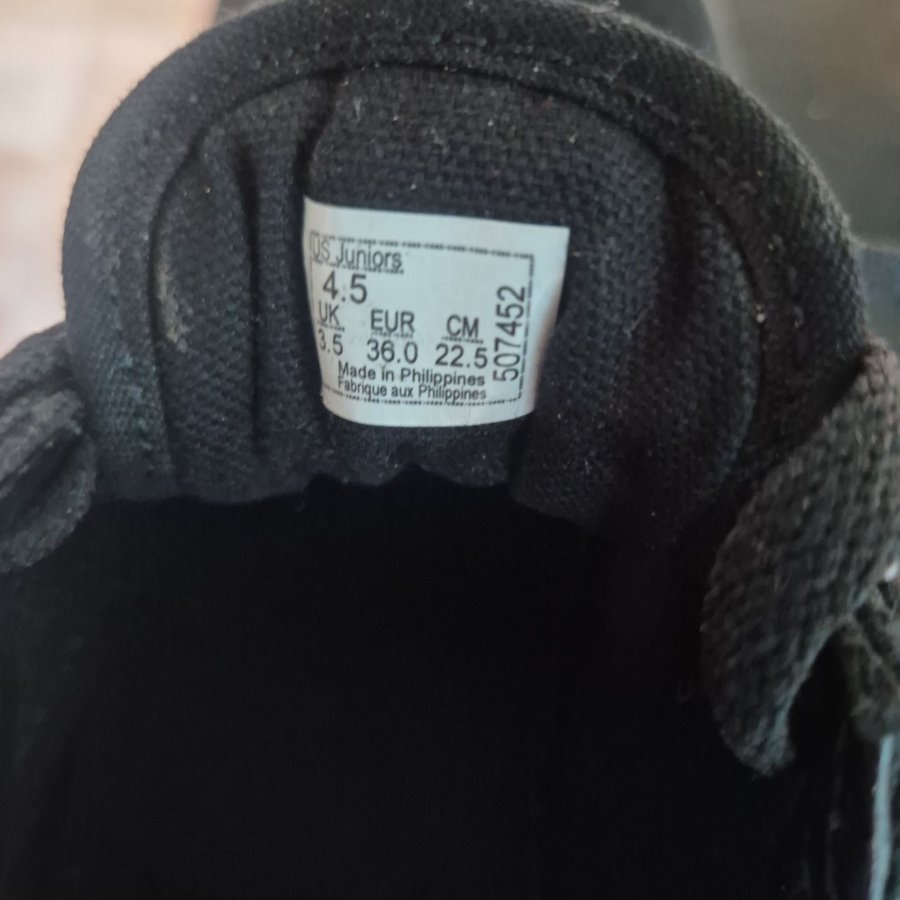 US Juniors
4.5
UK EUR CM
3.5 36.0 22.5
Made in Philippines
Fabrique aux Philippines
507452